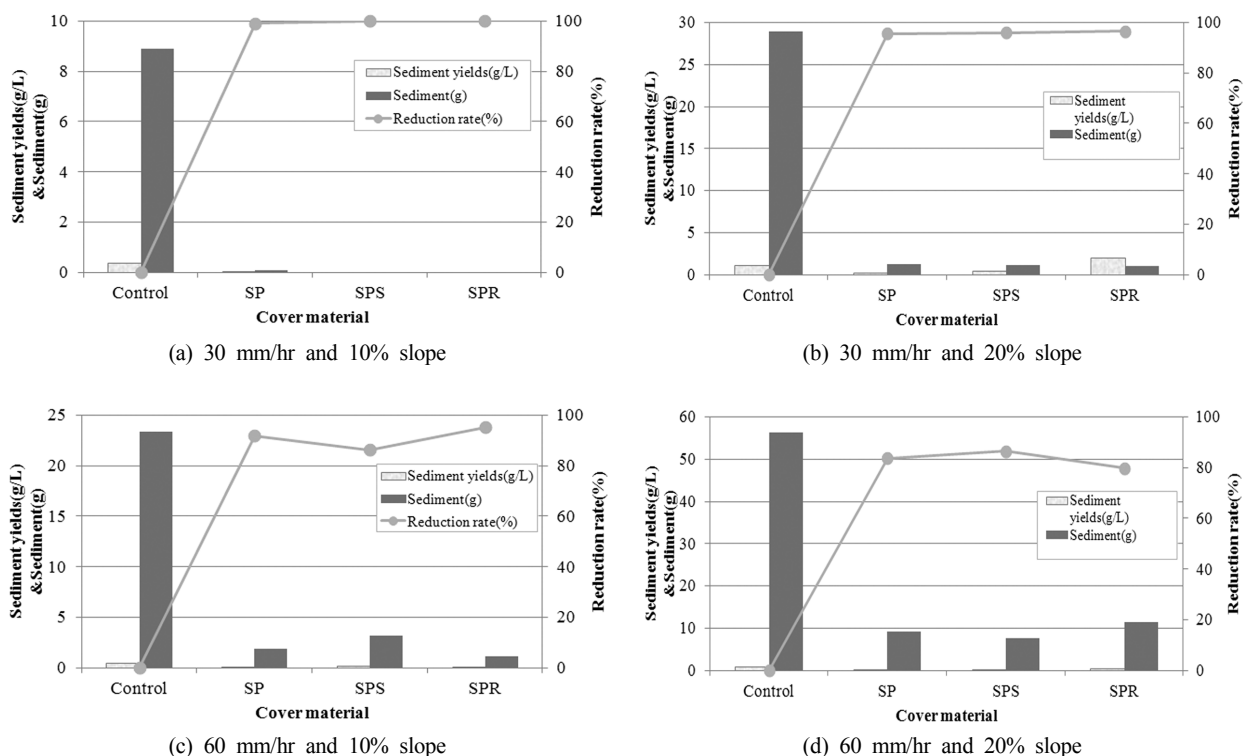 10
8
6
4
2
0
Sediment yields(g/L)
&Sediment(g)
100
80
60
40
20
0
Reduction rate(%)
Sediment yields(g/L)
Sediment(g)
Reduction rate(%)
Control SP SPS SPR
Cover material
(a) 30 mm/hr and 10% slope
30
25
20
15
10
5
0
Sediment yields(g/L)
&Sediment(g)
100
80
60
40
20
0
Reduction rate(%)
Sediment
yields(g/L)
Sediment(g)
Control SP SPS SPR
Cover material
(b) 30 mm/hr and 20% slope
25
20
15
10
5
0
Sediment yields(g/L)
&Sediment(g)
100
80
60
40
20
0
Reduction rate(%)
Sediment yields(g/L)
Sediment(g)
Reduction rate(%)
Control SP SPS SPR
Cover material
(c) 60 mm/hr and 10% slope
60
50
40
30
20
10
0
Sediment yields(g/L)
&Sediment(g)
100
80
60
40
20
0
Reduction rate(%)
Sediment
yields(g/L)
Sediment(g)
Control SP SPS SPR
Cover material
(d) 60 mm/hr and 20% slope